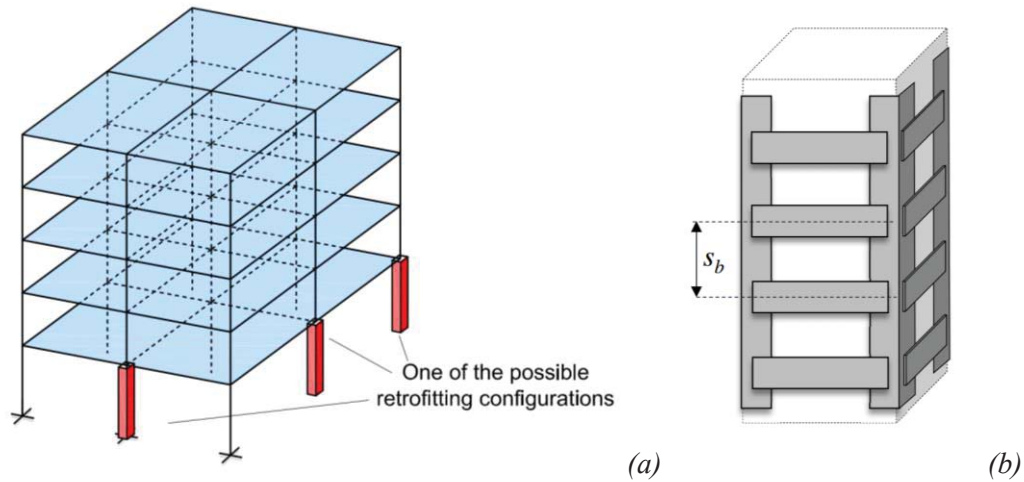 s_b
One of the possible
retrofitting configurations
(a)
(b)